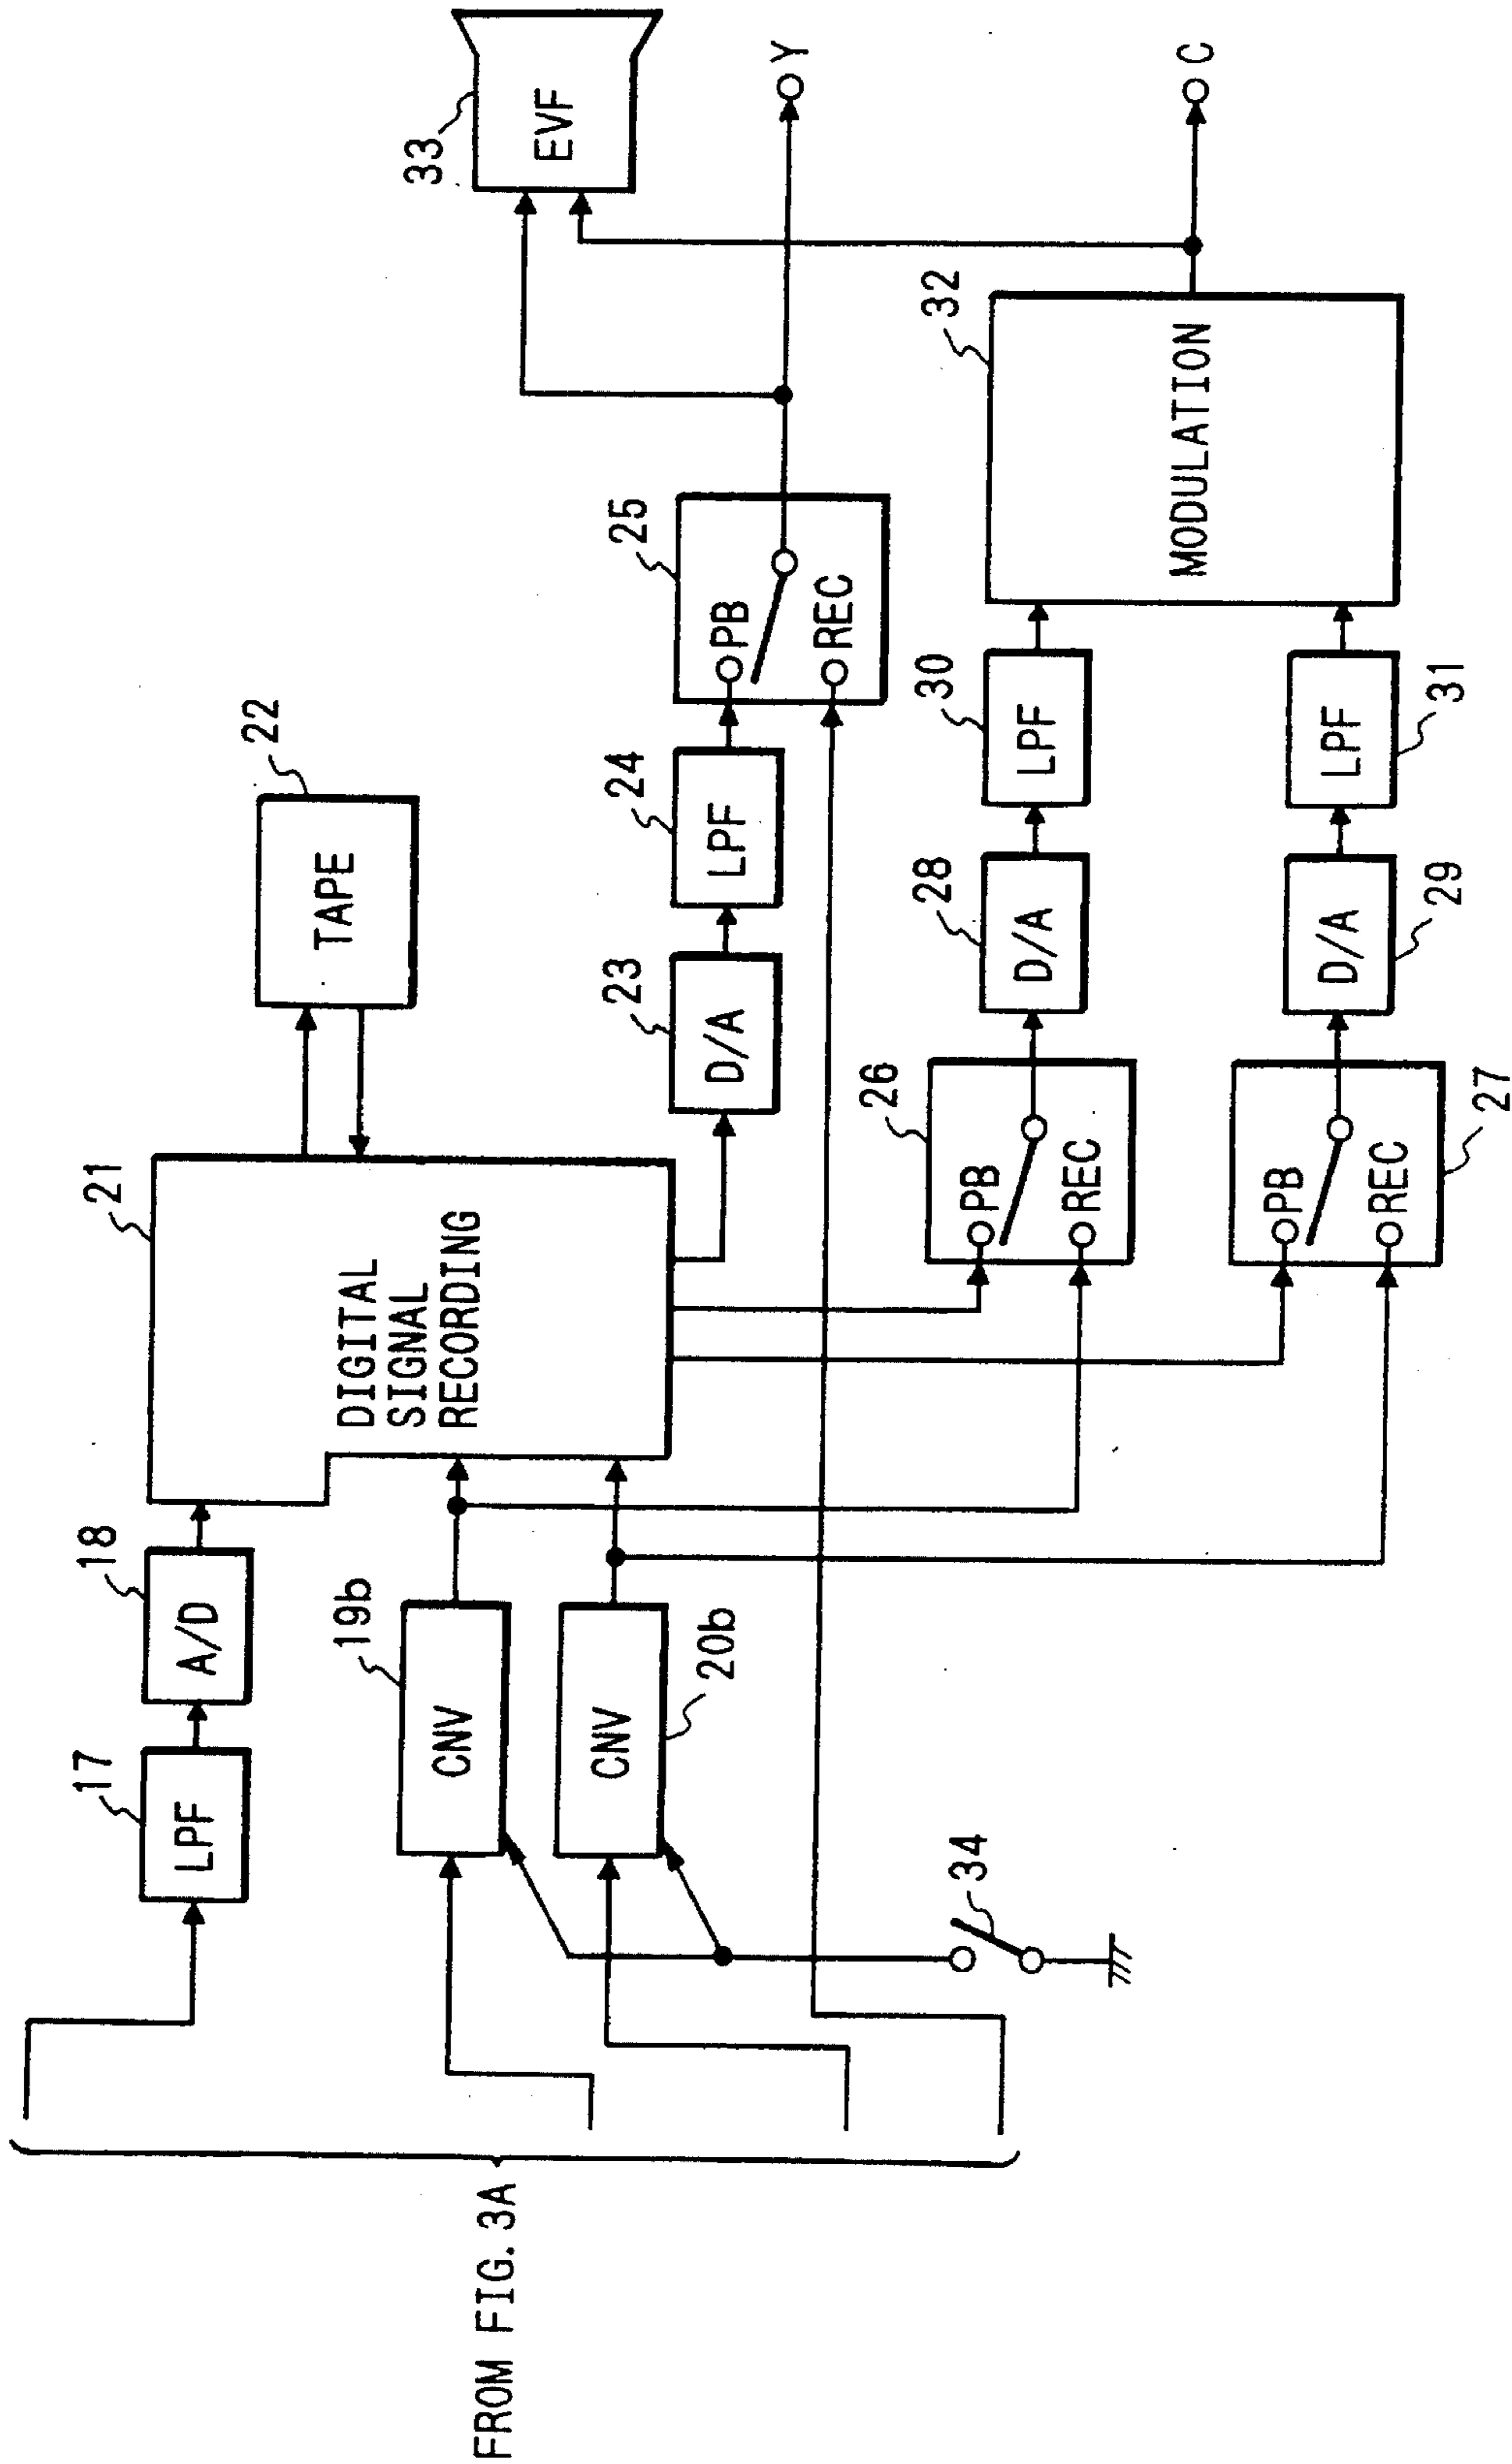 FROM FIG. 3A
17
LPF
18
A/D
19b
CNV
20b
CNV
34
21
DIGITAL
SIGNAL
RECORDING
22
TAPE
23
D/A
24
LPF
25
PB
REC
26
PB
REC
27
PB
REC
28
D/A
29
D/A
30
LPF
31
LPF
32
MODULATION
33
EVF
Y
C